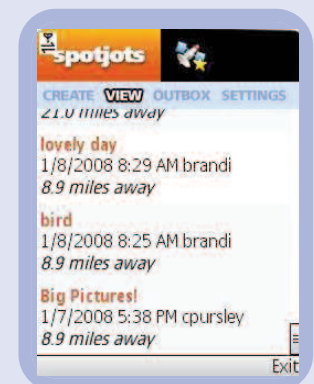 spotjots
CREATE VIEW OUTBOX SETTINGS
21.0 miles away
lovely day
1/8/2008 8:29 AM brandi
8.9 miles away
bird
1/8/2008 8:25 AM brandi
8.9 miles away
Big Pictures!
1/7/2008 5:38 PM cpursley
8.9 miles away
Exit